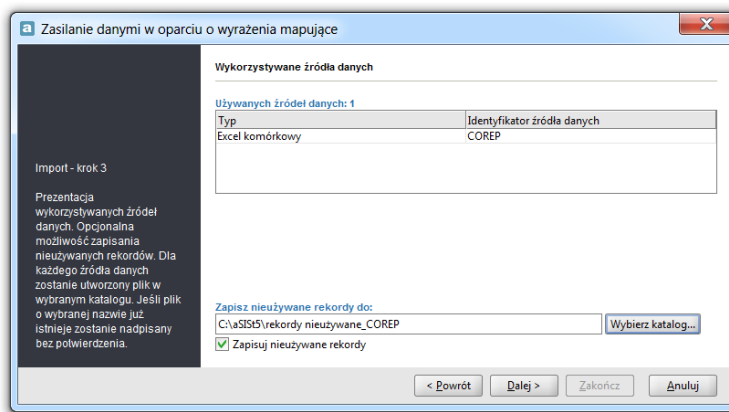 a Zasilanie danymi w oparciu o wyrażenia mapujące
X
Wykorzystywane źródła danych
Używanych źródeł danych: 1
Typ Identyfikator źródła danych
Excel komórkowy COREP
Import - krok 3
Prezentacja
wykorzystywanych źródeł
danych. Opcjonalna
możliwość zapisania
nieużywanych rekordów. Dla
każdego źródła danych
zostanie utworzony plik w
wybranym katalogu. Jeśli plik
o wybranej nazwie już
istnieje zostanie nadpisany
bez potwierdzenia.
Zapisz nieużywane rekordy do:
C:\aSISt5\rekordy nieużywane_COREP Wybierz katalog...
Zapisuj nieużywane rekordy
< Powrót Dalej > Zakończ Anuluj